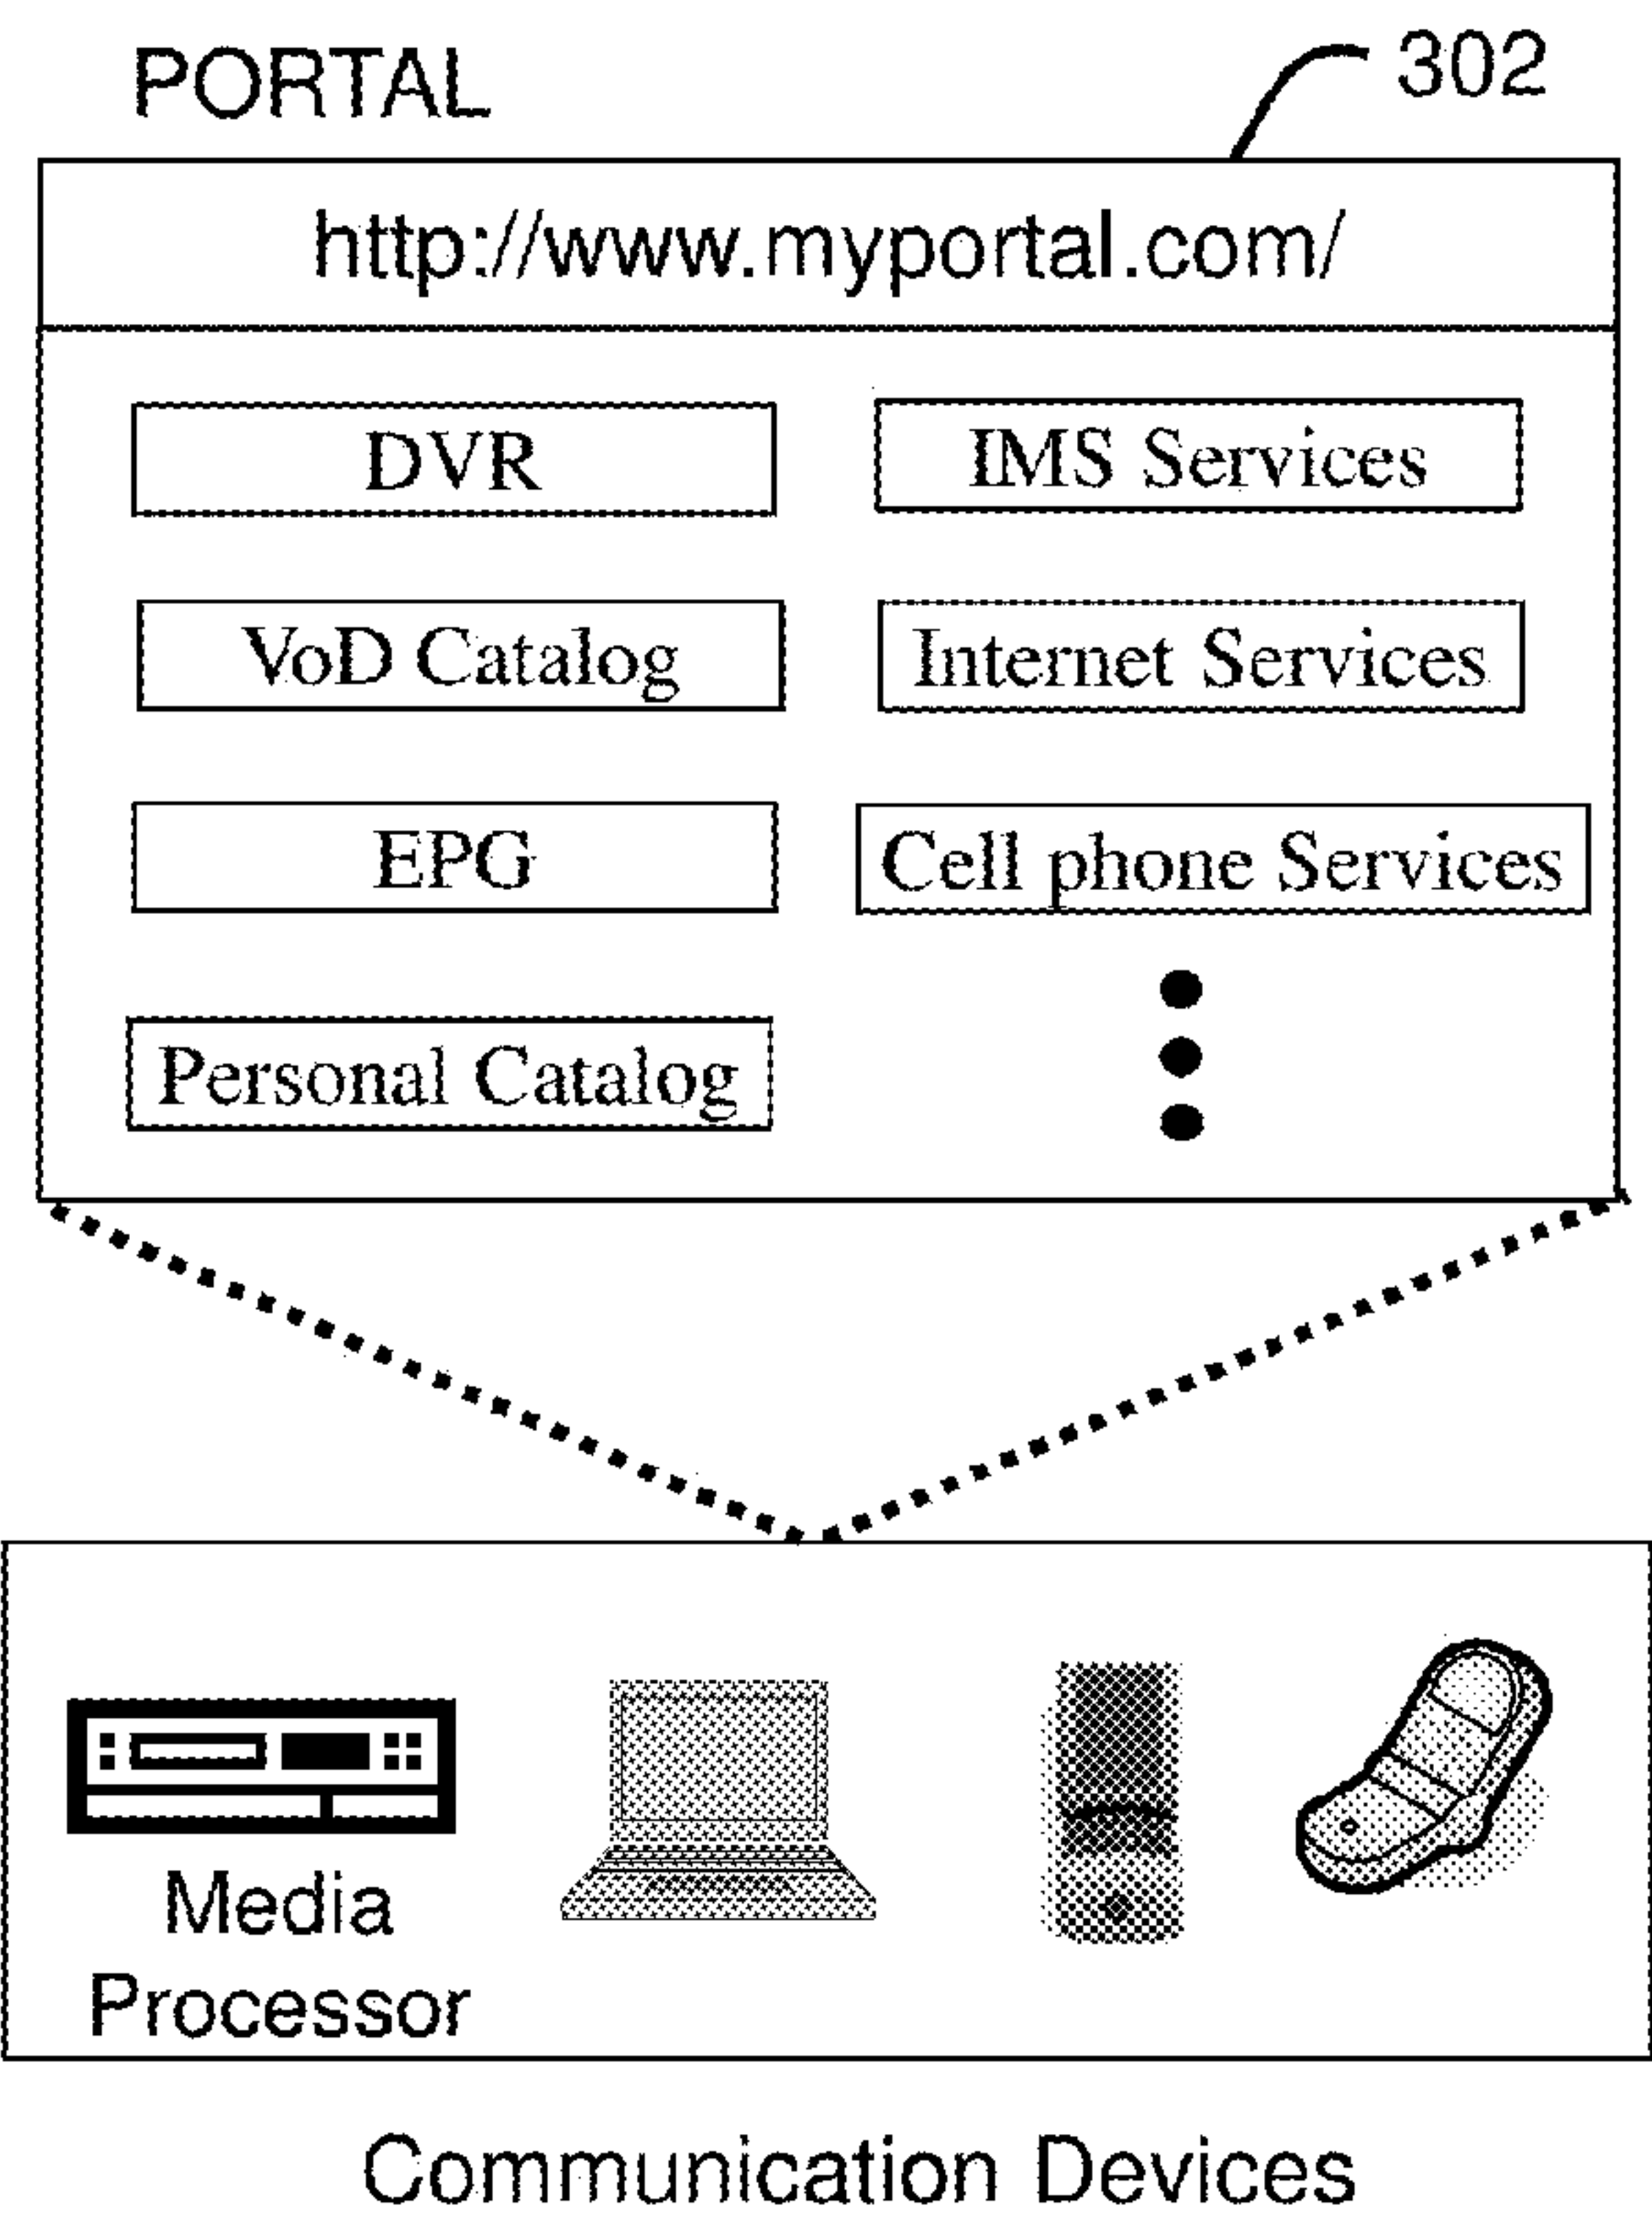 PORTAL
302
http://www.myportal.com/
DVR
IMS Services
VoD Catalog
Internet Services
EPG
Cell phone Services
Personal Catalog
Media
Processor
Communication Devices